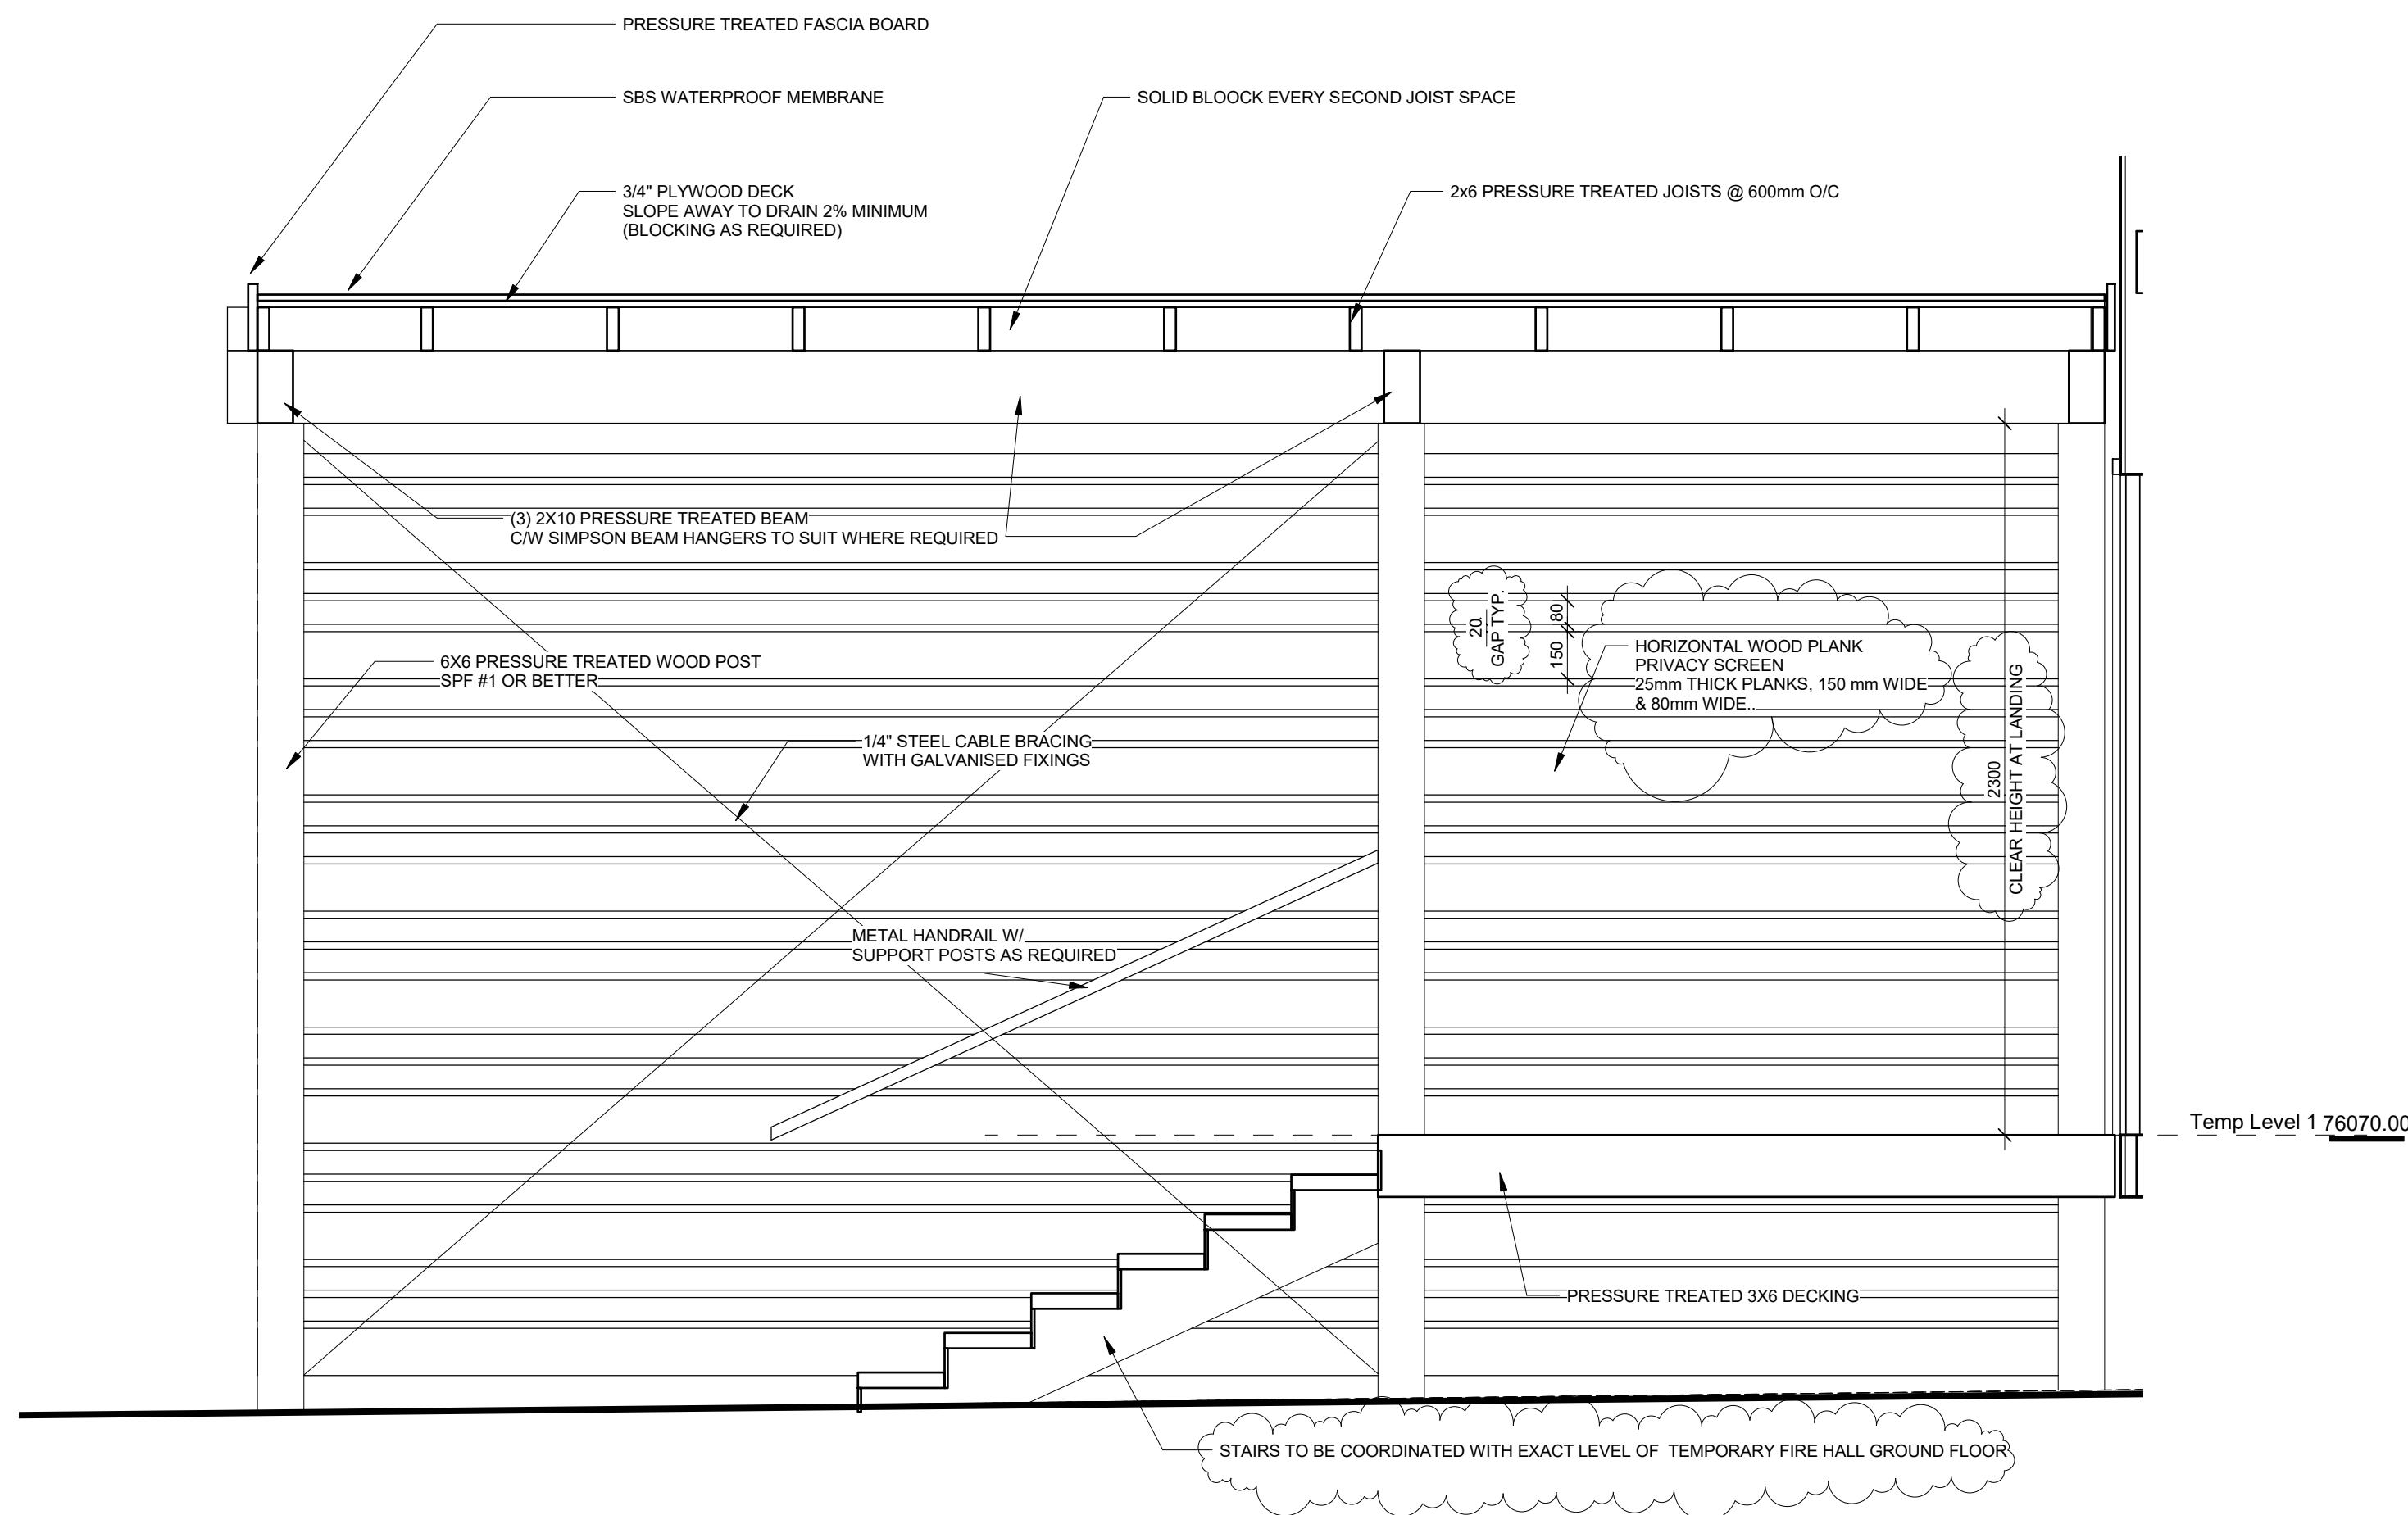 PRESSURE TREATED FASCIA BOARD
SBS WATERPROOF MEMBRANE
SOLID BLOOCK EVERY SECOND JOIST SPACE
3/4" PLYWOOD DECK
SLOPE AWAY TO DRAIN 2% MINIMUM
(BLOCKING AS REQUIRED)
2x6 PRESSURE TREATED JOISTS @ 600mm O/C
(3) 2X10 PRESSURE TREATED BEAM
C/W SIMPSON BEAM HANGERS TO SUIT WHERE REQUIRED
20
GAP TYP.
80
150
HORIZONTAL WOOD PLANK
PRIVACY SCREEN
25mm THICK PLANKS, 150 mm WIDE
& 80mm WIDE..
6X6 PRESSURE TREATED WOOD POST
SPF #1 OR BETTER
1/4" STEEL CABLE BRACING
WITH GALVANISED FIXINGS
2300
CLEAR HEIGHT AT LANDING
METAL HANDRAIL W/
SUPPORT POSTS AS REQUIRED
Temp Level 1 76070.00
PRESSURE TREATED 3X6 DECKING
STAIRS TO BE COORDINATED WITH EXACT LEVEL OF  TEMPORARY FIRE HALL GROUND FLOOR